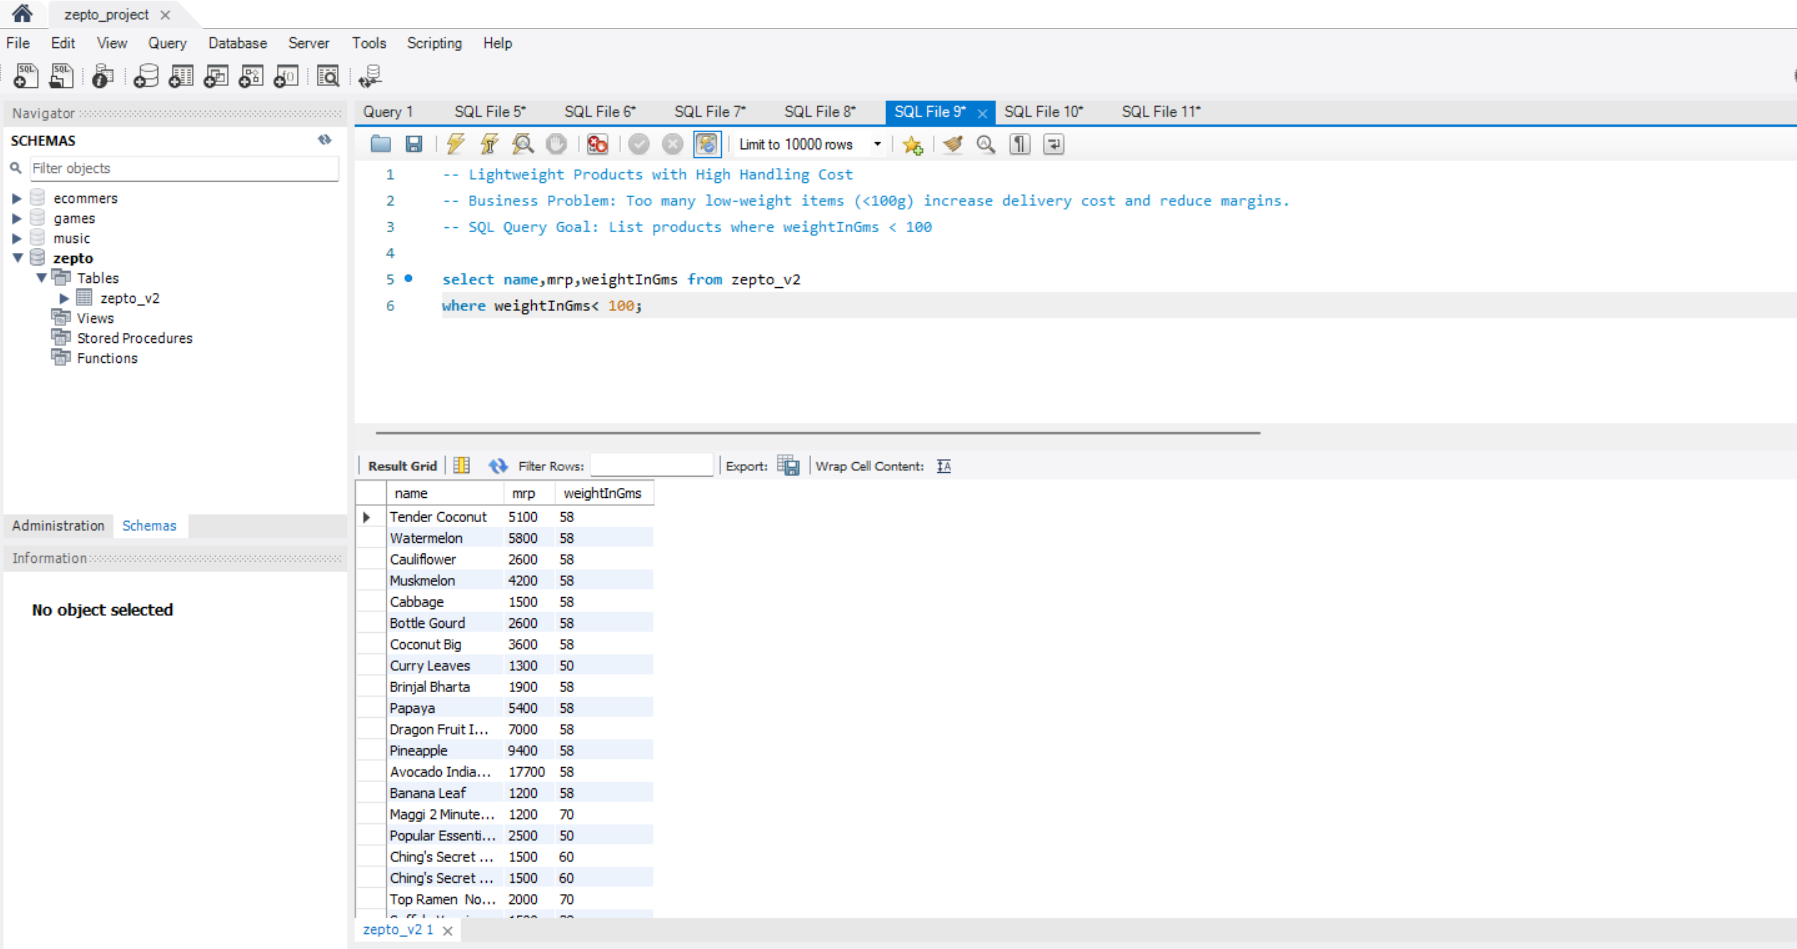 zepto_project
File Edit View Query Database Server Tools Scripting Help
SQL SQL
Navigator
SCHEMAS
Filter objects
ecommers
games
music
zepto
Tables
zepto_v2
Views
Stored Procedures
Functions
Administration Schemas
Information
No object selected
Query 1 SQL File 5* SQL File 6* SQL File 7* SQL File 8* SQL File 9* SQL File 10* SQL File 11*
Limit to 10000 rows
1 -- Lightweight Products with High Handling Cost
2 -- Business Problem: Too many low-weight items (<100g) increase delivery cost and reduce margins.
3 -- SQL Query Goal: List products where weightInGms < 100
4
5 select name,mrp,weightInGms from zepto_v2
6 where weightInGms< 100;
Result Grid Filter Rows: Export: Wrap Cell Content:
name mrp weightInGms
Tender Coconut 5100 58
Watermelon 5800 58
Cauliflower 2600 58
Muskmelon 4200 58
Cabbage 1500 58
Bottle Gourd 2600 58
Coconut Big 3600 58
Curry Leaves 1300 50
Brinjal Bharta 1900 58
Papaya 5400 58
Dragon Fruit I... 7000 58
Pineapple 9400 58
Avocado India... 17700 58
Banana Leaf 1200 58
Maggi 2 Minute... 1200 70
Popular Essenti... 2500 50
Ching's Secret ... 1500 60
Ching's Secret ... 1500 60
Top Ramen No... 2000 70
zepto_v2 1